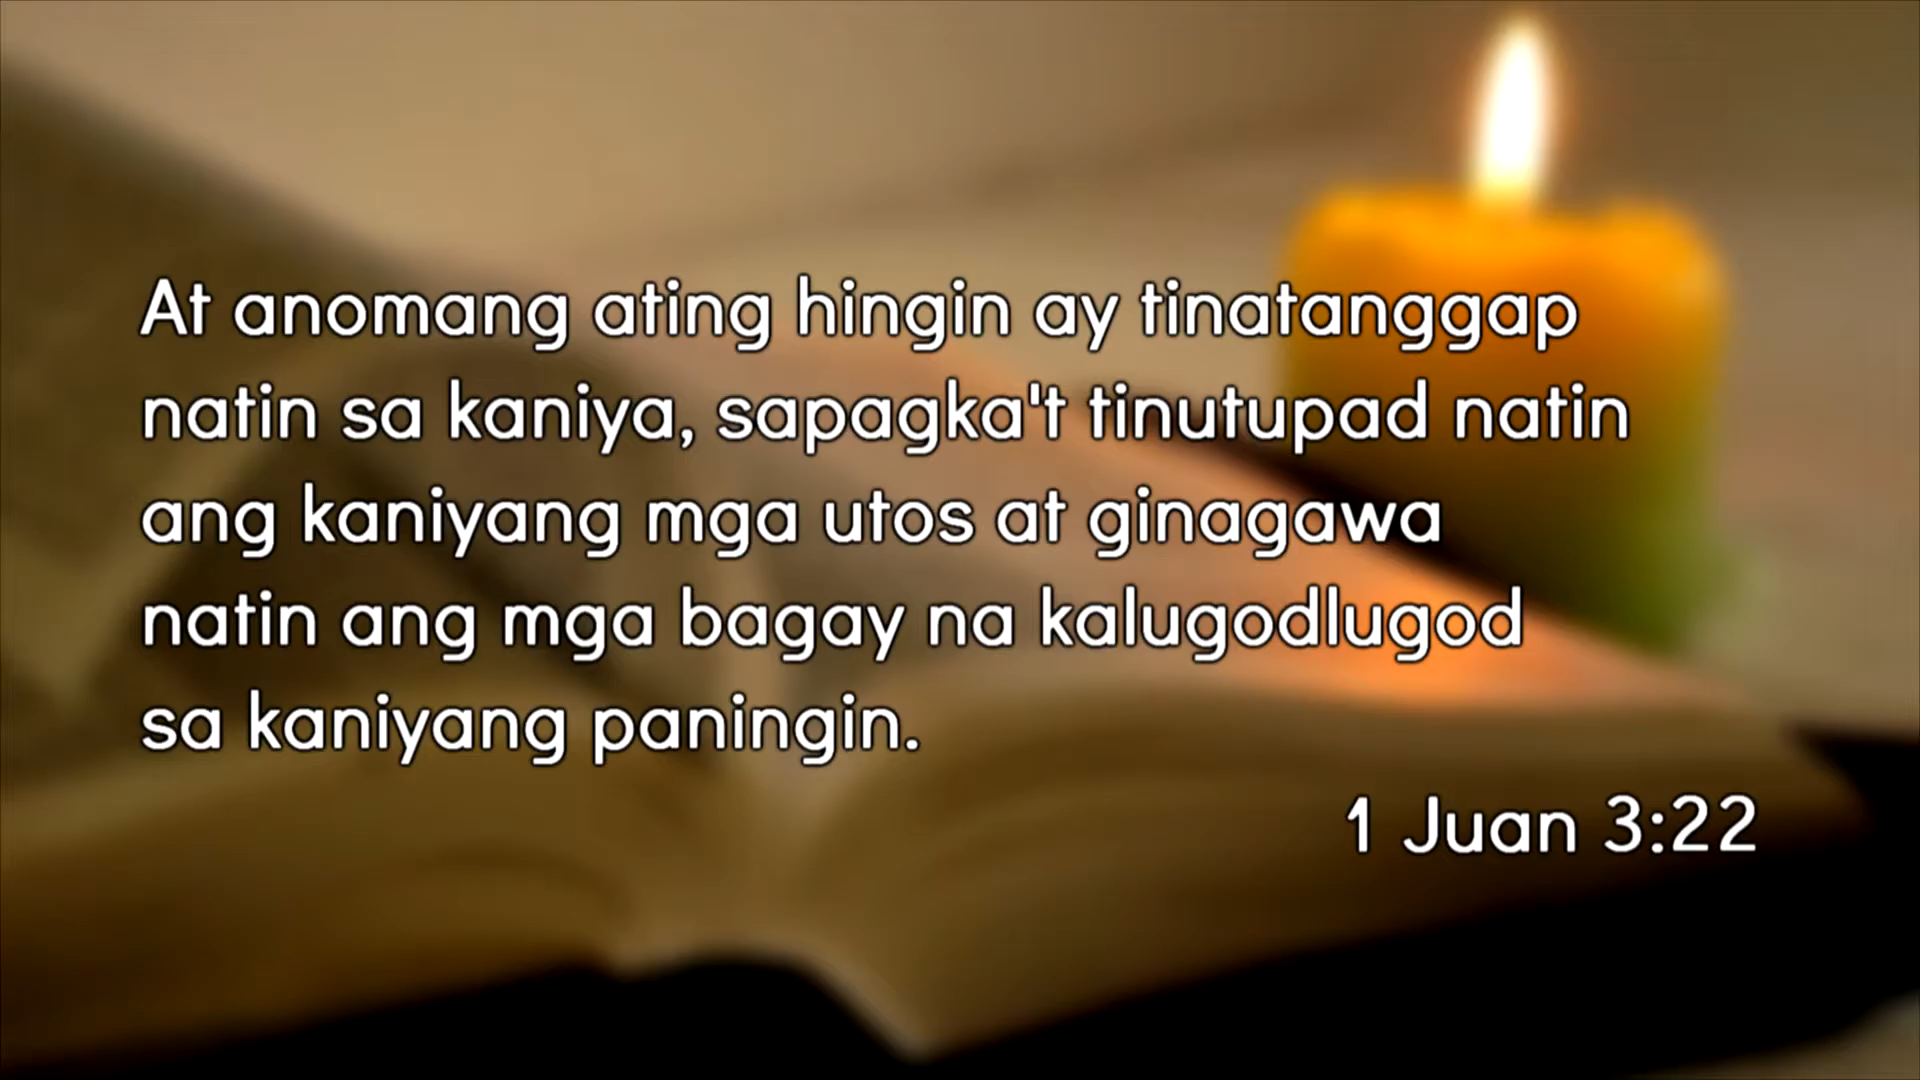 At anomang ating hingin ay tinatanggap
natin sa kaniya, sapagka't tinutupad natin
ang kaniyang mga utos at ginagawa
natin ang mga bagay na kalugodlugod
sa kaniyang paningin.
1 Juan 3:22